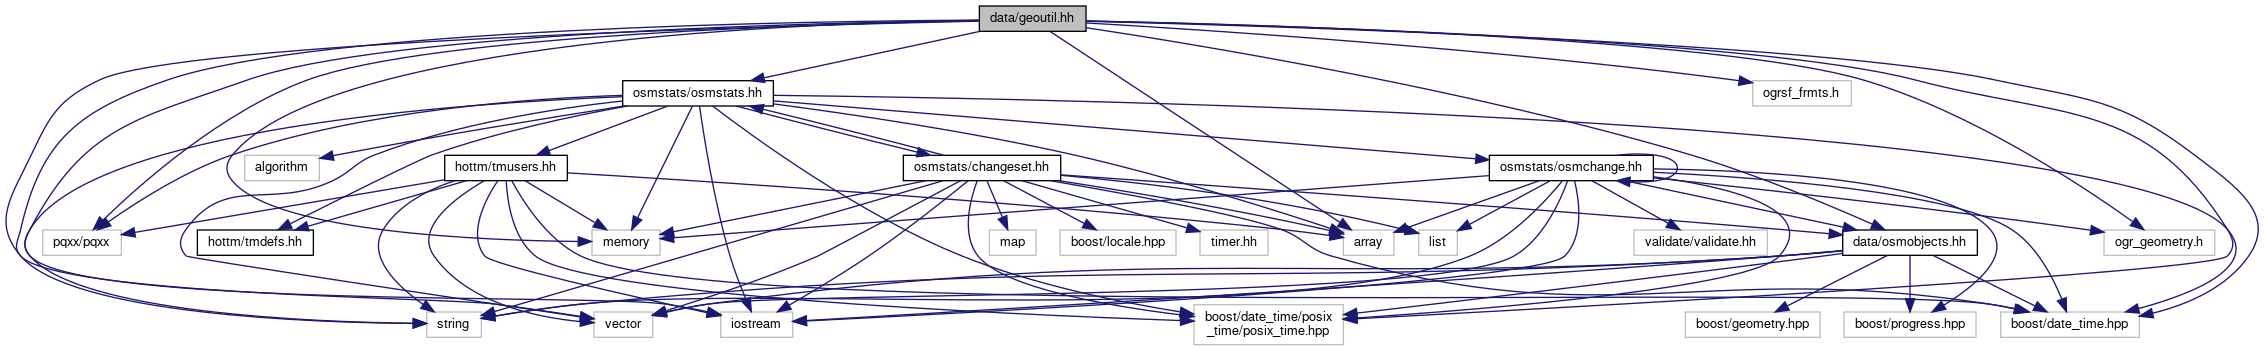 data/geoutil.hh
osmstats/osmstats.hh
ogrsf_frmts.h
algorithm
hottm/tmusers.hh
osmstats/changeset.hh
osmstats/osmchange.hh
pqxx/pqxx
hottm/tmdefs.hh
memory
map
boost/locale.hpp
timer.hh
array
list
validate/validate.hh
data/osmobjects.hh
ogr_geometry.h
string
vector
iostream
boost/date_time/posix
_time/posix_time.hpp
boost/geometry.hpp
boost/progress.hpp
boost/date_time.hpp